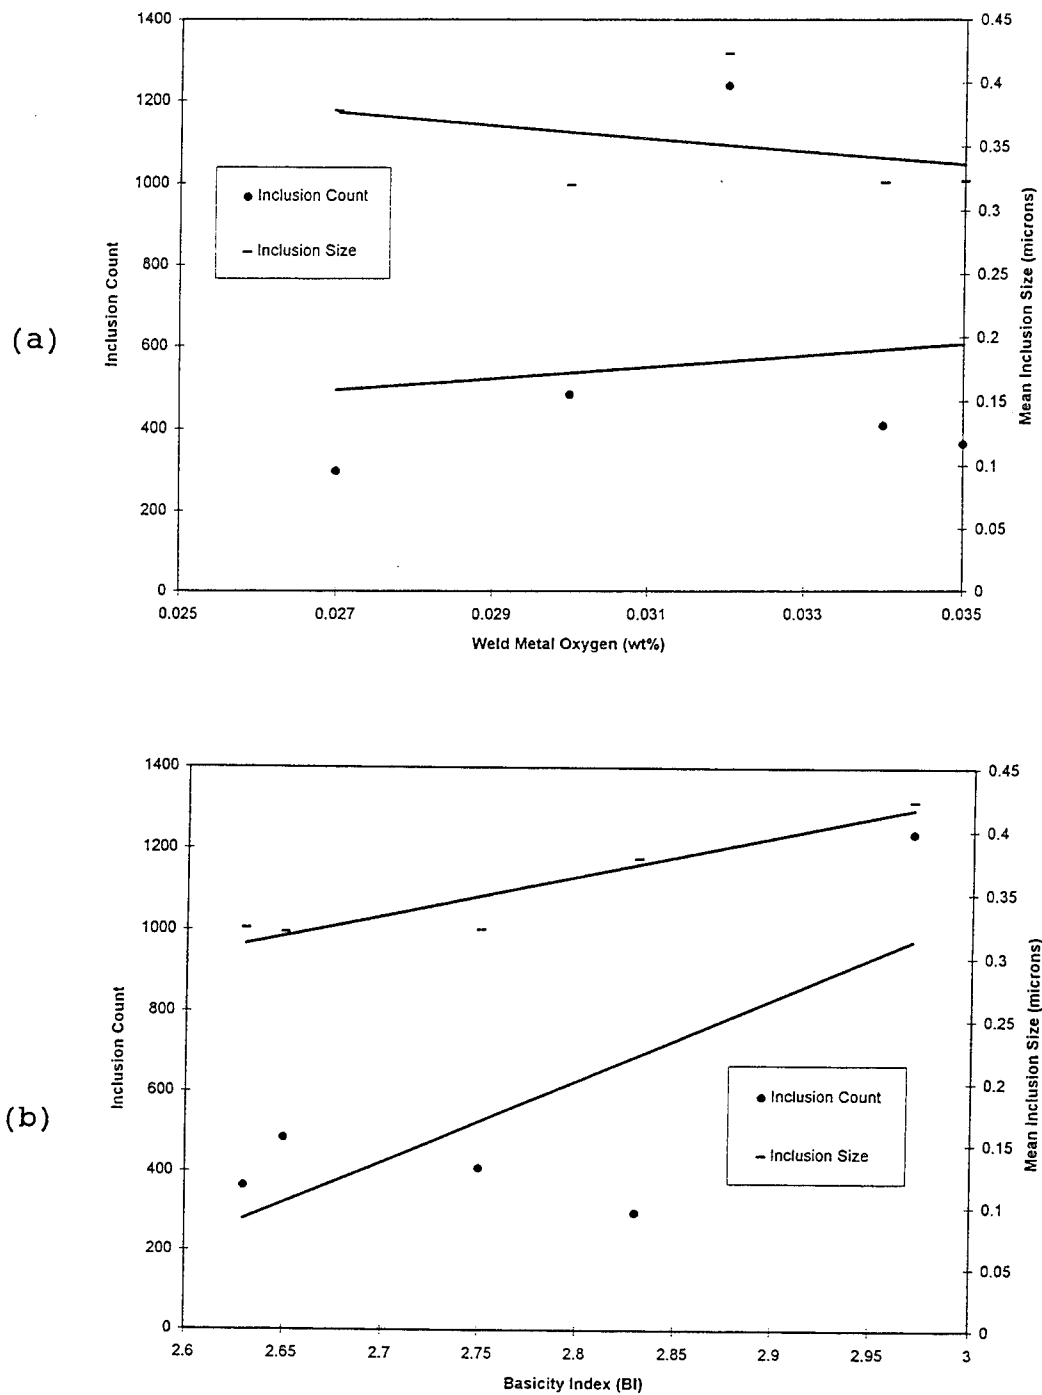 (a)
1400
1200
1000
800
600
400
200
0
Inclusion Count
0.45
0.4
0.35
0.3
0.25
0.2
0.15
0.1
0.05
0
Mean Inclusion Size (microns)
Inclusion Count
Inclusion Size
0.025 0.027 0.029 0.031 0.033 0.035
Weld Metal Oxygen (wt%)
(b)
1400
1200
1000
800
600
400
200
0
Inclusion Count
0.45
0.4
0.35
0.3
0.25
0.2
0.15
0.1
0.05
0
Mean Inclusion Size (microns)
Inclusion Count
Inclusion Size
2.6 2.65 2.7 2.75 2.8 2.85 2.9 2.95 3
Basicity Index (BI)